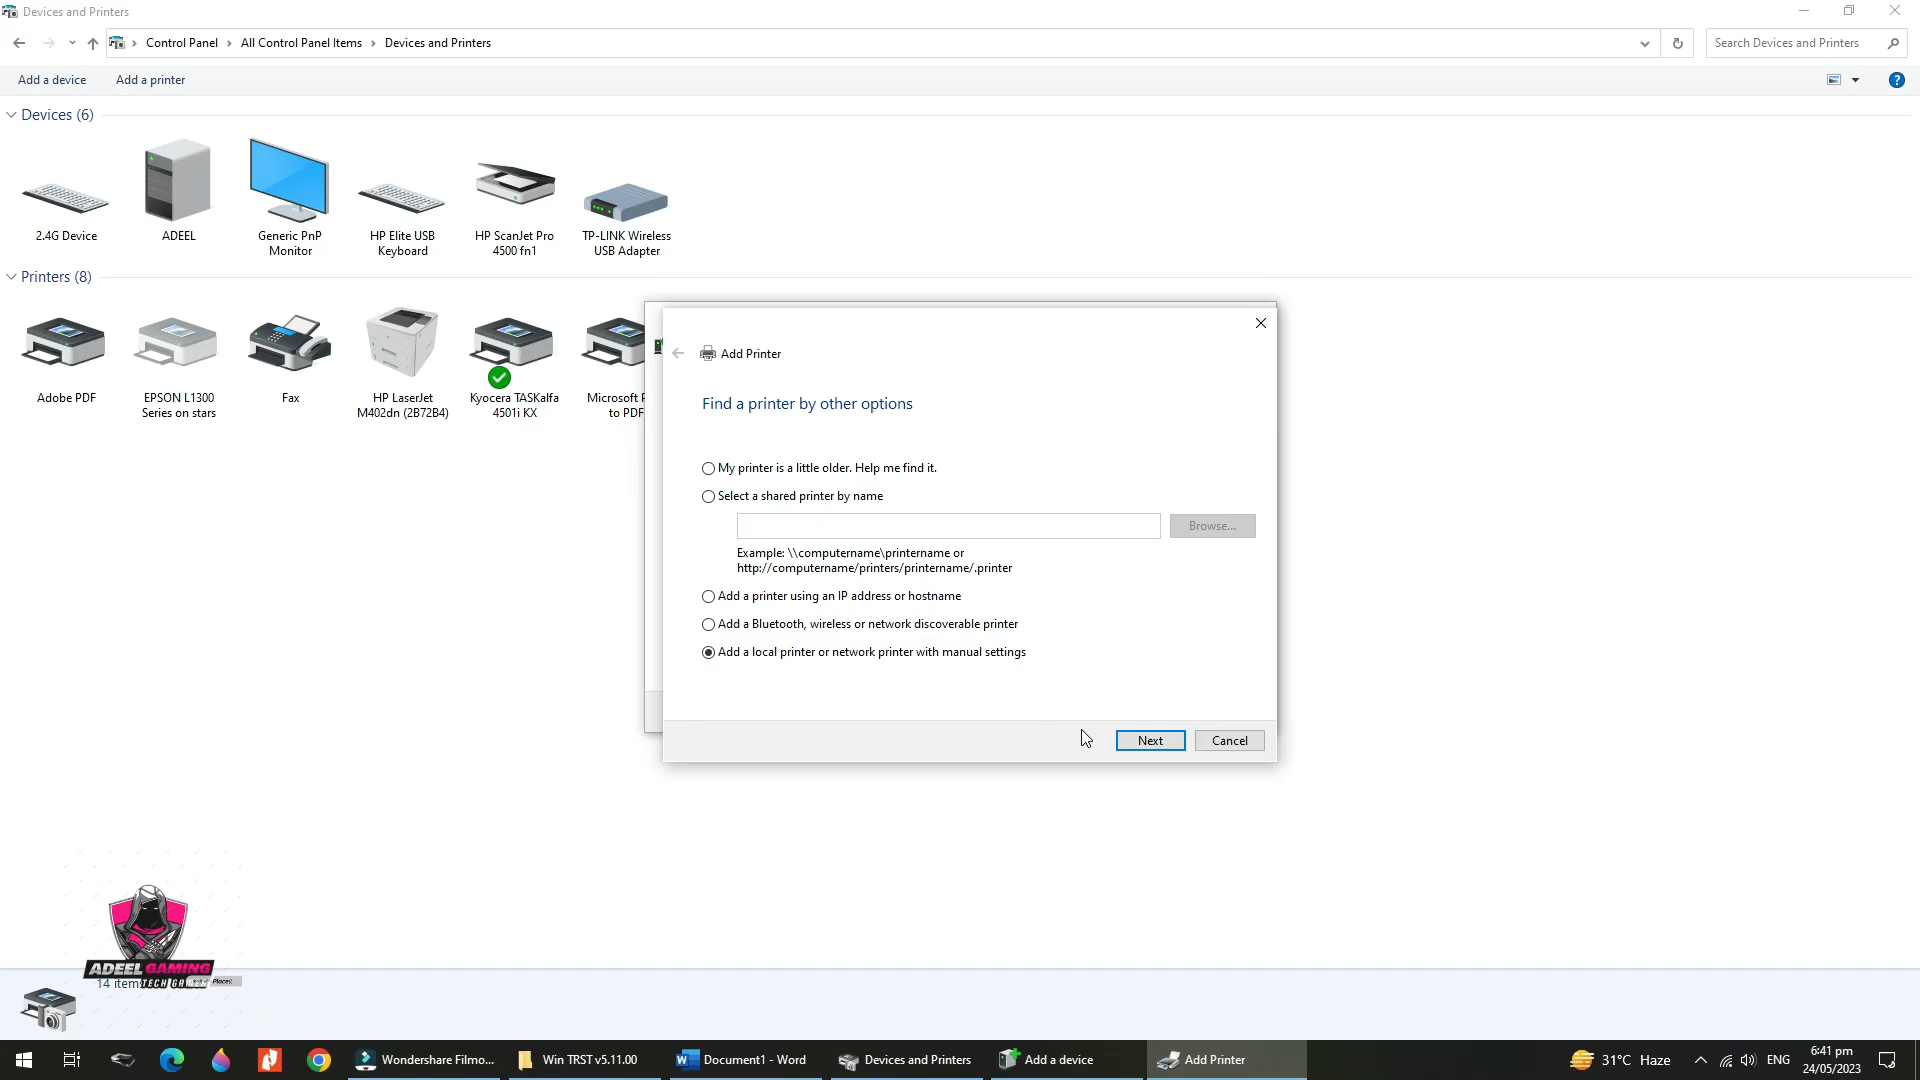 Devices and Printers
Control Panel > All Control Panel Items > Devices and Printers
Search Devices and Printers
Add a device Add a printer
Devices (6)
2.4G Device
ADEEL
Generic PnP
Monitor
HP Elite USB
Keyboard
HP ScanJet Pro
4500 fn1
TP-LINK Wireless
USB Adapter
Printers (8)
Adobe PDF
EPSON L1300
Series on stars
Fax
HP LaserJet
M402dn (2B72B4)
Kyocera TASKalfa
4501i KX
Microsoft
to PDF
Add Printer
Find a printer by other options
My printer is a little older. Help me find it.
Select a shared printer by name
Browse...
Example: \\computername\printername or
http://computername/printers/printername/.printer
Add a printer using an IP address or hostname
Add a Bluetooth, wireless or network discoverable printer
Add a local printer or network printer with manual settings
Next Cancel
ADEEL GAMING
14 item
TECH
Wondershare Filmo...
Win TRST v5.11.00
Document1 - Word
Devices and Printers
Add a device
Add Printer
31°C Haze
ENG
6:41 pm
24/05/2023